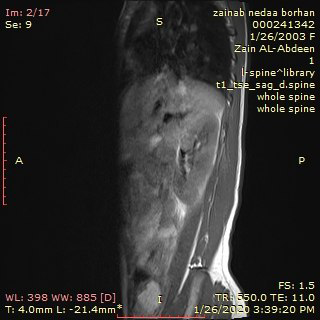 Im: 2/17
Se: 9
zainab nedaa borhan
000241342
1/26/2003 F
Zain AL-Abdeen
1
l-spine^library
t1_tse_sag_d.spine
whole spine
whole spine
S
A
P
I
WL: 398 WW: 885 [D]
T: 4.0mm L: -21.4mm
FS: 1.5
TR: 550.0 TE: 11.0
1/26/2020 3:39:20 PM